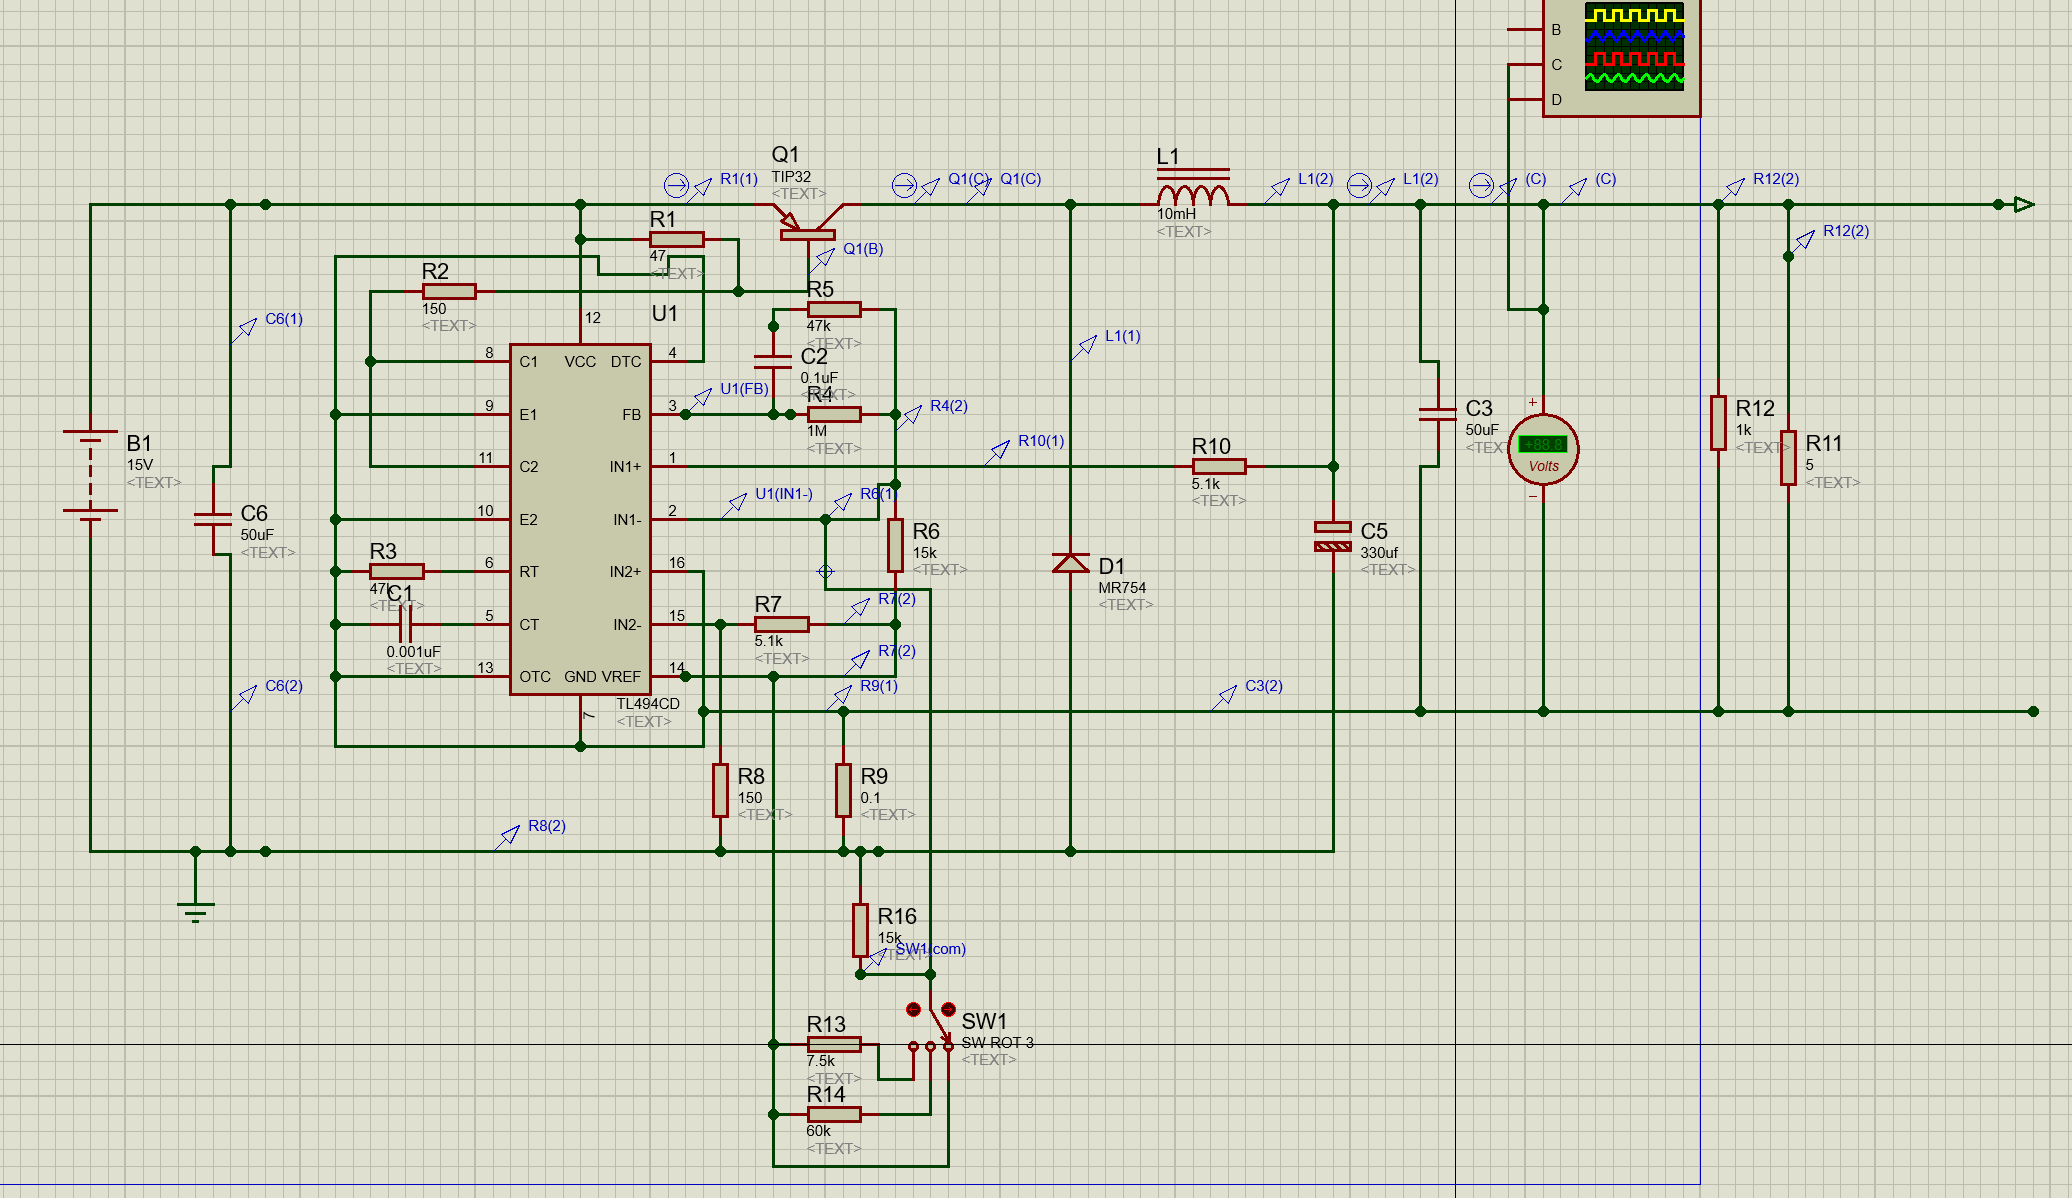 B
C
D
Q1
TIP32
<TEXT>
R1(1)
Q1(C)
Q1(C)
L1
10mH
<TEXT>
L1(2)
L1(2)
(C)
(C)
R12(2)
R12(2)
R1
47
<TEXT>
Q1(B)
R2
150
<TEXT>
R5
47k
<TEXT>
C2
0.1uF
<TEXT>
R4
1M
<TEXT>
U1
12
C6(1)
L1(1)
8 C1 VCC DTC 4
9 E1 FB 3
11 C2 IN1+ 1
10 E2 IN1- 2
6 RT IN2+ 16
5 CT IN2- 15
13 OTC GND VREF 14
7
TL494CD
<TEXT>
U1(FB)
R4(2)
R10(1)
U1(IN1-)
R6(1)
R10
5.1k
<TEXT>
B1
15V
<TEXT>
C6
50uF
<TEXT>
R3
47k
<TEXT>
C1
0.001uF
<TEXT>
R6
15k
<TEXT>
R7
5.1k
<TEXT>
R7(2)
R7(2)
R9(1)
D1
MR754
<TEXT>
C5
330uf
<TEXT>
C3
50uF
<TEX
+88.8
Volts
+
−
R12
1k
<TEXT>
R11
5
<TEXT>
C6(2)
C3(2)
R8
150
<TEXT>
R9
0.1
<TEXT>
R8(2)
R16
15k
<TEXT>
SW1(com)
SW1
SW ROT 3
<TEXT>
R13
7.5k
<TEXT>
R14
60k
<TEXT>